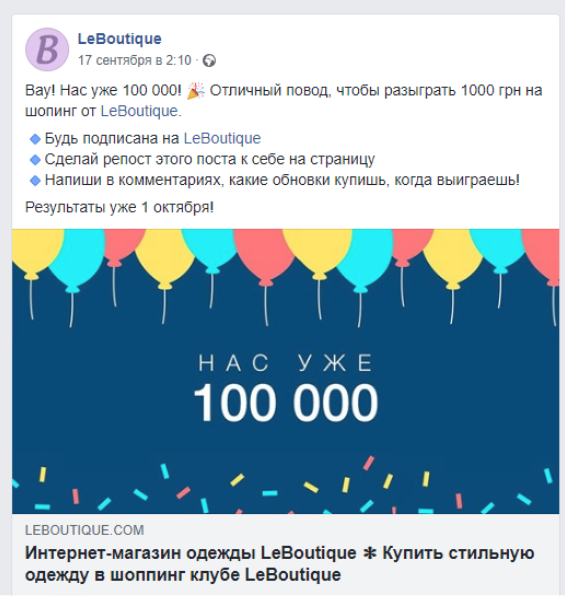 B
LeBoutique
17 сентября в 2:10 ·
Вау! Нас уже 100 000! 🎉 Отличный повод, чтобы разыграть 1000 грн на
шопинг от LeBoutique.
🔹Будь подписана на LeBoutique
🔹Сделай репост этого поста к себе на страницу
🔹Напиши в комментариях, какие обновки купишь, когда выиграешь!
Результаты уже 1 октября!
НАС УЖЕ
100 000
LEBOUTIQUE.COM
Интернет-магазин одежды LeBoutique ✻ Купить стильную
одежду в шоппинг клубе LeBoutique